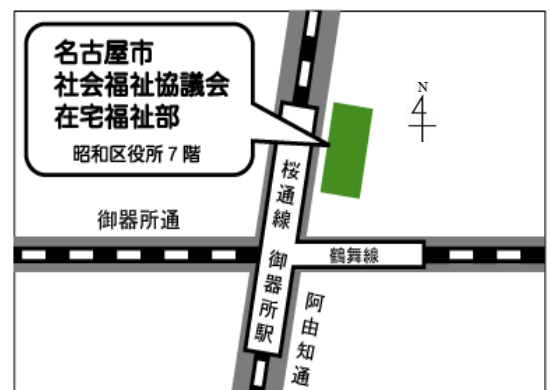 名古屋市
社会福祉協議会
在宅福祉部
昭和区役所7階
N
桜通線
御器所通
鶴舞線
御器所駅
阿由知通